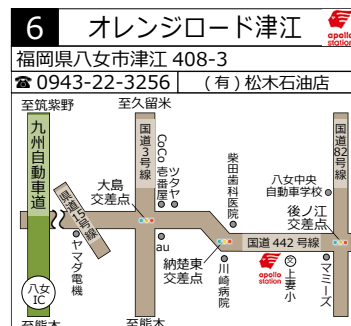 6 オレンジロード津江
apollo station
福岡県八女市津江 408-3
☎ 0943-22-3256 (有) 松木石油店
至筑紫野
至久留米
九州自動車道
国道3号線
CoCo壱番屋
ツタヤ
国道82号線
県道15号線
大島交差点
柴田歯科医院
八女中央自動車学校
後ノ江交差点
国道 442 号線
ヤマダ電機
au
納楚東交差点
川崎病院
apollo station
文
上妻小
マミーズ
八女IC
至熊本
至熊本